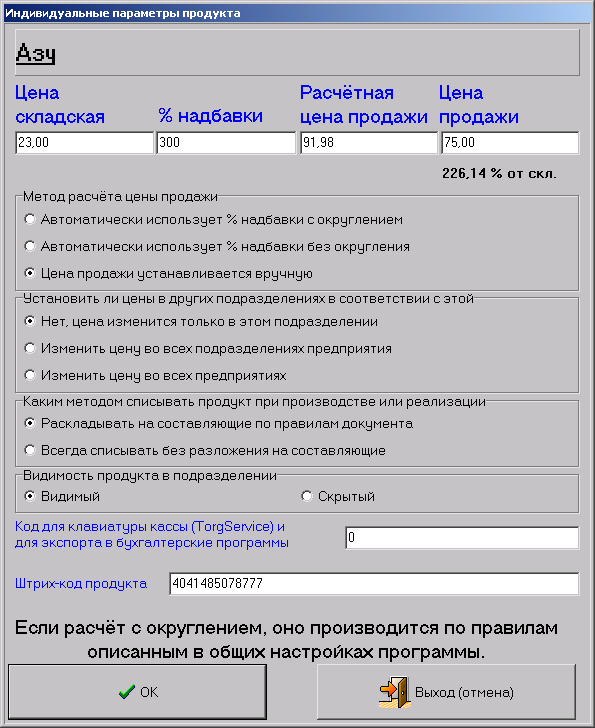 Индивидуальные параметры продукта
Азу
Цена складская
% надбавки
Расчётная цена продажи
Цена продажи
23,00
300
91,98
75,00
226,14 % от скл.
Метод расчёта цены продажи
Автоматически использует % надбавки с округлением
Автоматически использует % надбавки без округления
Цена продажи устанавливается вручную
Установить ли цены в других подразделениях в соответствии с этой
Нет, цена изменится только в этом подразделении
Изменить цену во всех подразделениях предприятия
Изменить цену во всех предприятиях
Каким методом списывать продукт при производстве или реализации
Раскладывать на составляющие по правилам документа
Всегда списывать без разложения на составляющие
Видимость продукта в подразделении
Видимый
Скрытый
Код для клавиатуры кассы (TorgService) и
для экспорта в бухгалтерские программы
0
Штрих-код продукта
4041485078777
Если расчёт с округлением, оно производится по правилам
описанным в общих настройках программы.
OK
Выход (отмена)